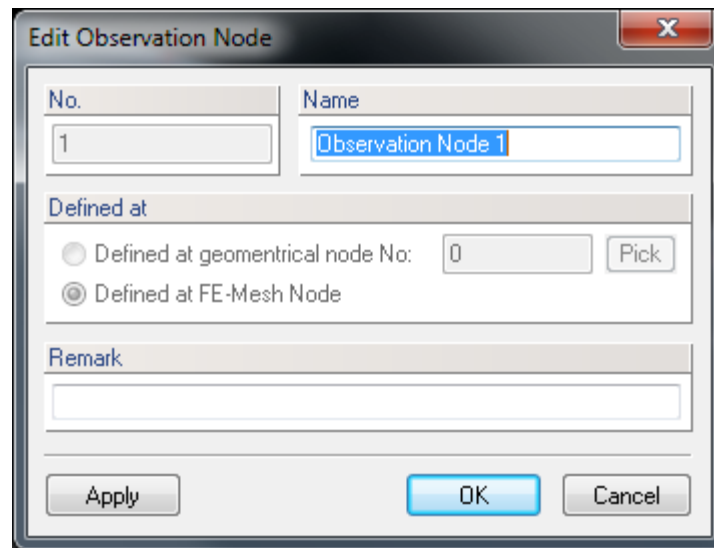 Edit Observation Node
No. Name
1 Observation Node 1
Defined at
Defined at geomentrical node No: 0 Pick
Defined at FE-Mesh Node
Remark
Apply OK Cancel